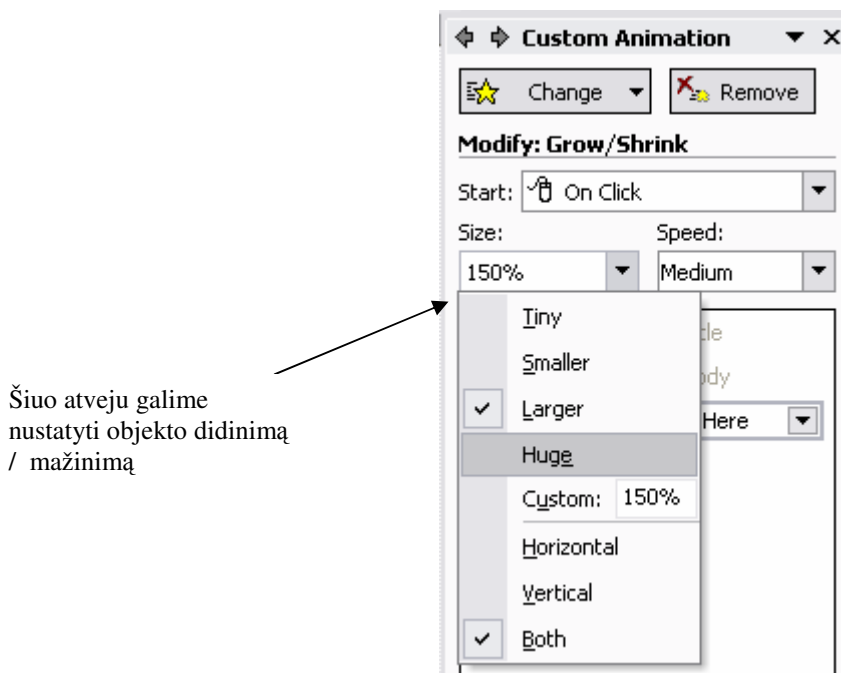 Custom Animation
Change
Remove
Modify: Grow/Shrink
Start: On Click
Size: Speed:
150% Medium
Tiny
Smaller
Larger
Here
Huge
Custom: 150%
Horizontal
Vertical
Both
Šiuo atveju galime
nustatyti objekto didinimą
/ mažinimą